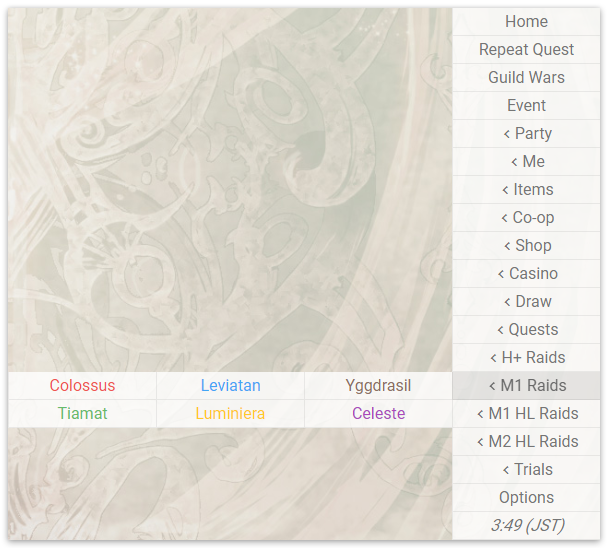 Home
Repeat Quest
Guild Wars
Event
< Party
< Me
< Items
< Co-op
< Shop
< Casino
< Draw
< Quests
< H+ Raids
Colossus Leviatan Yggdrasil < M1 Raids
Tiamat Luminiera Celeste < M1 HL Raids
< M2 HL Raids
< Trials
Options
3:49 (JST)